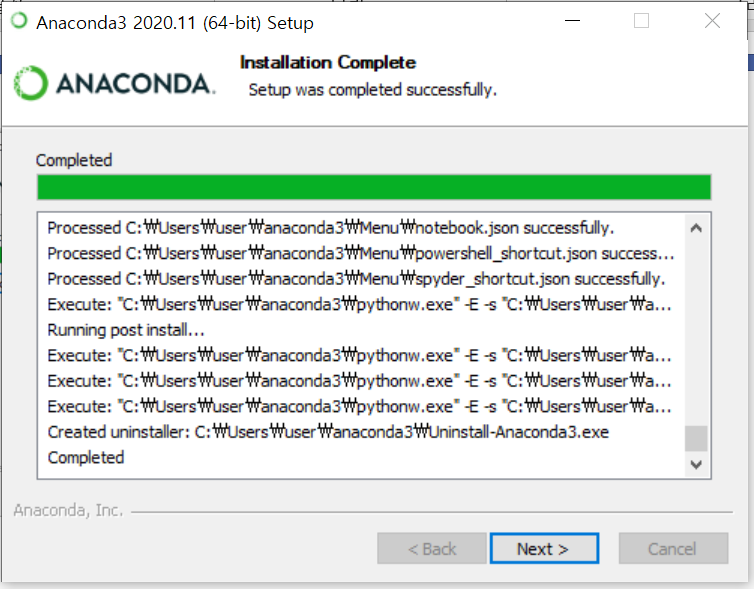 Anaconda3 2020.11 (64-bit) Setup
ANACONDA.
Installation Complete
Setup was completed successfully.
Completed
Processed C:₩Users₩user₩anaconda3₩Menu₩notebook.json successfully.
Processed C:₩Users₩user₩anaconda3₩Menu₩powershell_shortcut.json success...
Processed C:₩Users₩user₩anaconda3₩Menu₩spyder_shortcut.json successfully.
Execute: "C:₩Users₩user₩anaconda3₩pythonw.exe" -E -s "C:₩Users₩user₩a...
Running post install...
Execute: "C:₩Users₩user₩anaconda3₩pythonw.exe" -E -s "C:₩Users₩user₩a...
Execute: "C:₩Users₩user₩anaconda3₩pythonw.exe" -E -s "C:₩Users₩user₩a...
Execute: "C:₩Users₩user₩anaconda3₩pythonw.exe" -E -s "C:₩Users₩user₩a...
Created uninstaller: C:₩Users₩user₩anaconda3₩Uninstall-Anaconda3.exe
Completed
Anaconda, Inc.
< Back
Next >
Cancel